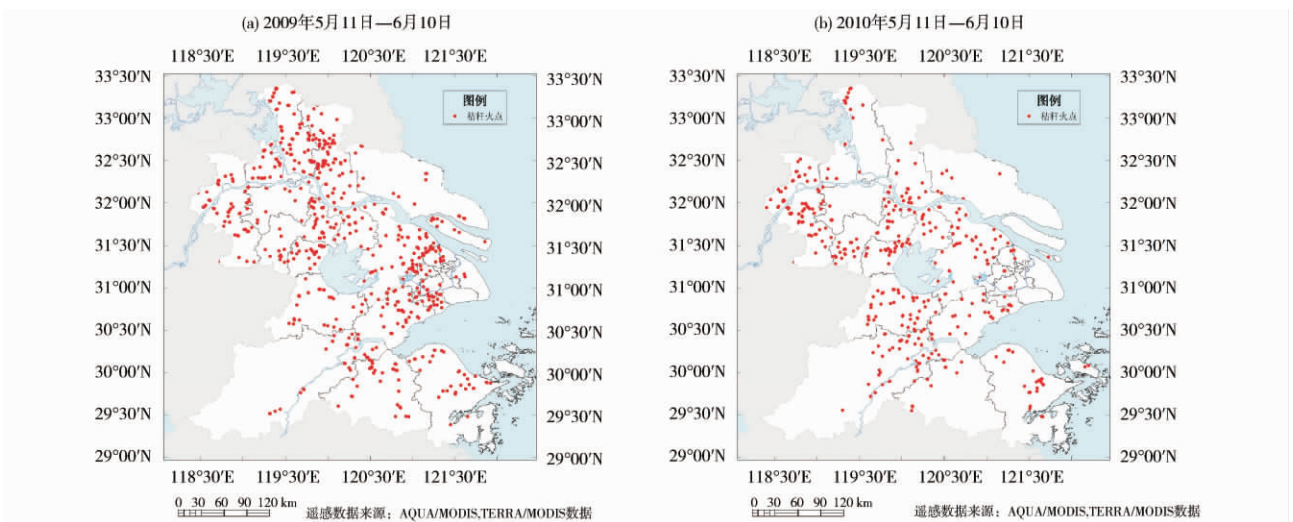 (a) 2009年5月11日—6月10日
118°30′E 119°30′E 120°30′E 121°30′E
33°30′N
33°00′N
32°30′N
32°00′N
31°30′N
31°00′N
30°30′N
30°00′N
29°30′N
29°00′N
图例
秸秆火点
33°30′N
33°00′N
32°30′N
32°00′N
31°30′N
31°00′N
30°30′N
30°00′N
29°30′N
29°00′N
118°30′E 119°30′E 120°30′E 121°30′E
0 30 60 90 120 km
遥感数据来源：AQUA/MODIS,TERRA/MODIS数据
(b) 2010年5月11日—6月10日
118°30′E 119°30′E 120°30′E 121°30′E
33°30′N
33°00′N
32°30′N
32°00′N
31°30′N
31°00′N
30°30′N
30°00′N
29°30′N
29°00′N
图例
秸秆火点
33°30′N
33°00′N
32°30′N
32°00′N
31°30′N
31°00′N
30°30′N
30°00′N
29°30′N
29°00′N
118°30′E 119°30′E 120°30′E 121°30′E
0 30 60 90 120 km
遥感数据来源：AQUA/MODIS,TERRA/MODIS数据